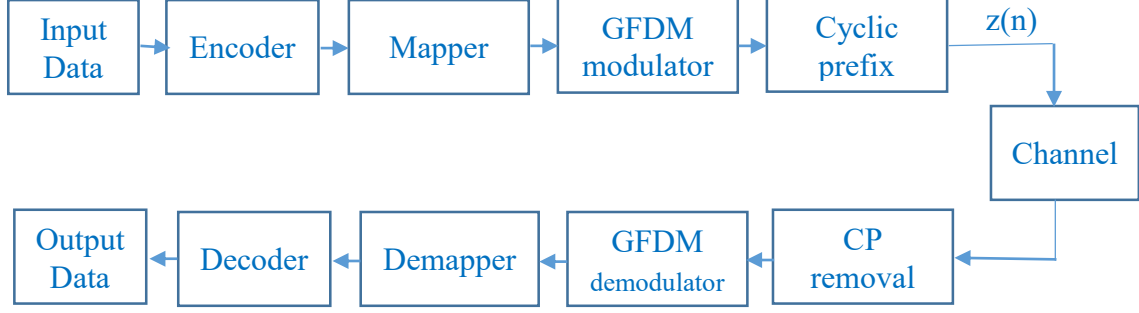 Input
Data
Encoder
Mapper
GFDM
modulator
Cyclic
prefix
z(n)
Channel
Output
Data
Decoder
Demapper
GFDM
demodulator
CP
removal